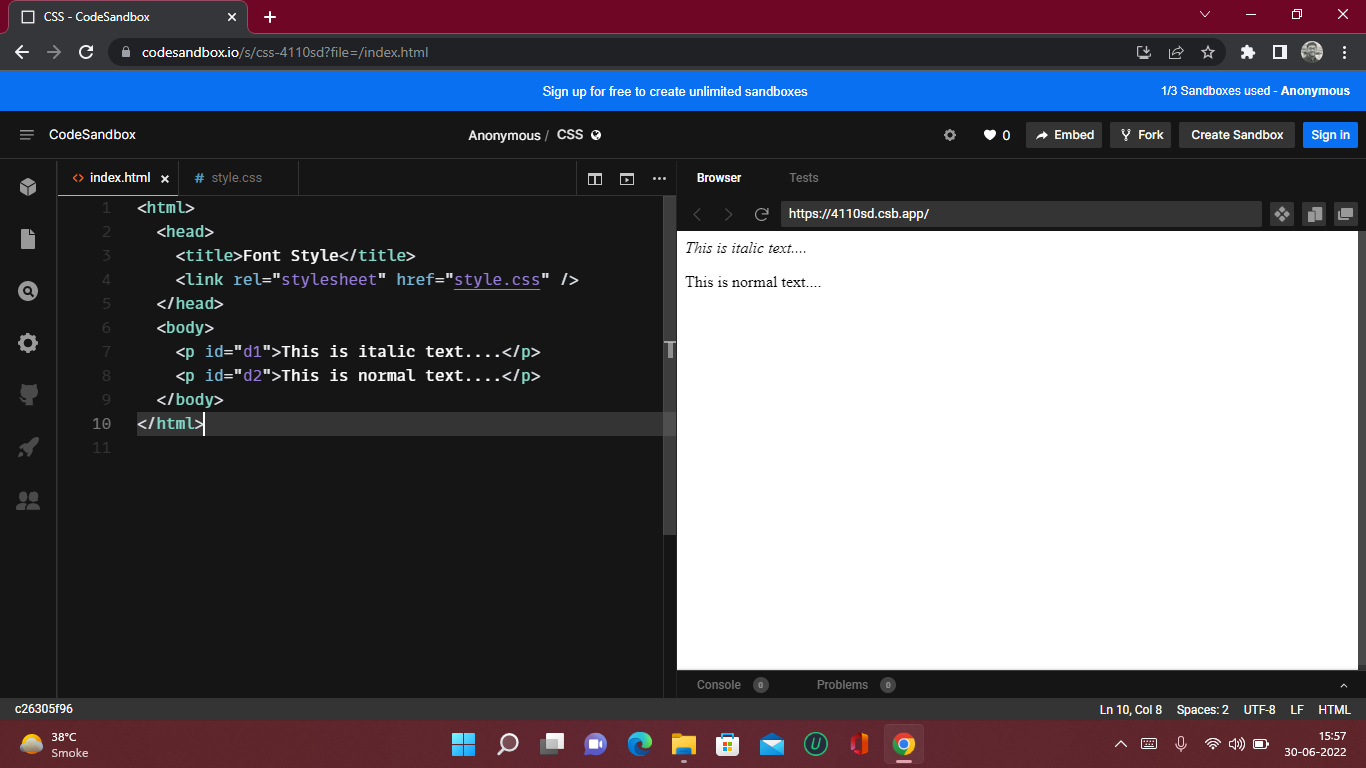 CSS - CodeSandbox
codesandbox.io/s/css-4110sd?file=/index.html
Sign up for free to create unlimited sandboxes
1/3 Sandboxes used - Anonymous
CodeSandbox
Anonymous / CSS
0
Embed
Fork
Create Sandbox
Sign in
index.html
# style.css
Browser
Tests
https://4110sd.csb.app/
1 <html>
2 <head>
3 <title>Font Style</title>
4 <link rel="stylesheet" href="style.css" />
5 </head>
6 <body>
7 <p id="d1">This is italic text....</p>
8 <p id="d2">This is normal text....</p>
9 </body>
10 </html>
11
This is italic text....
This is normal text....
Console 0
Problems 0
c26305f96
Ln 10, Col 8
Spaces: 2
UTF-8
LF
HTML
38°C
Smoke
15:57
30-06-2022